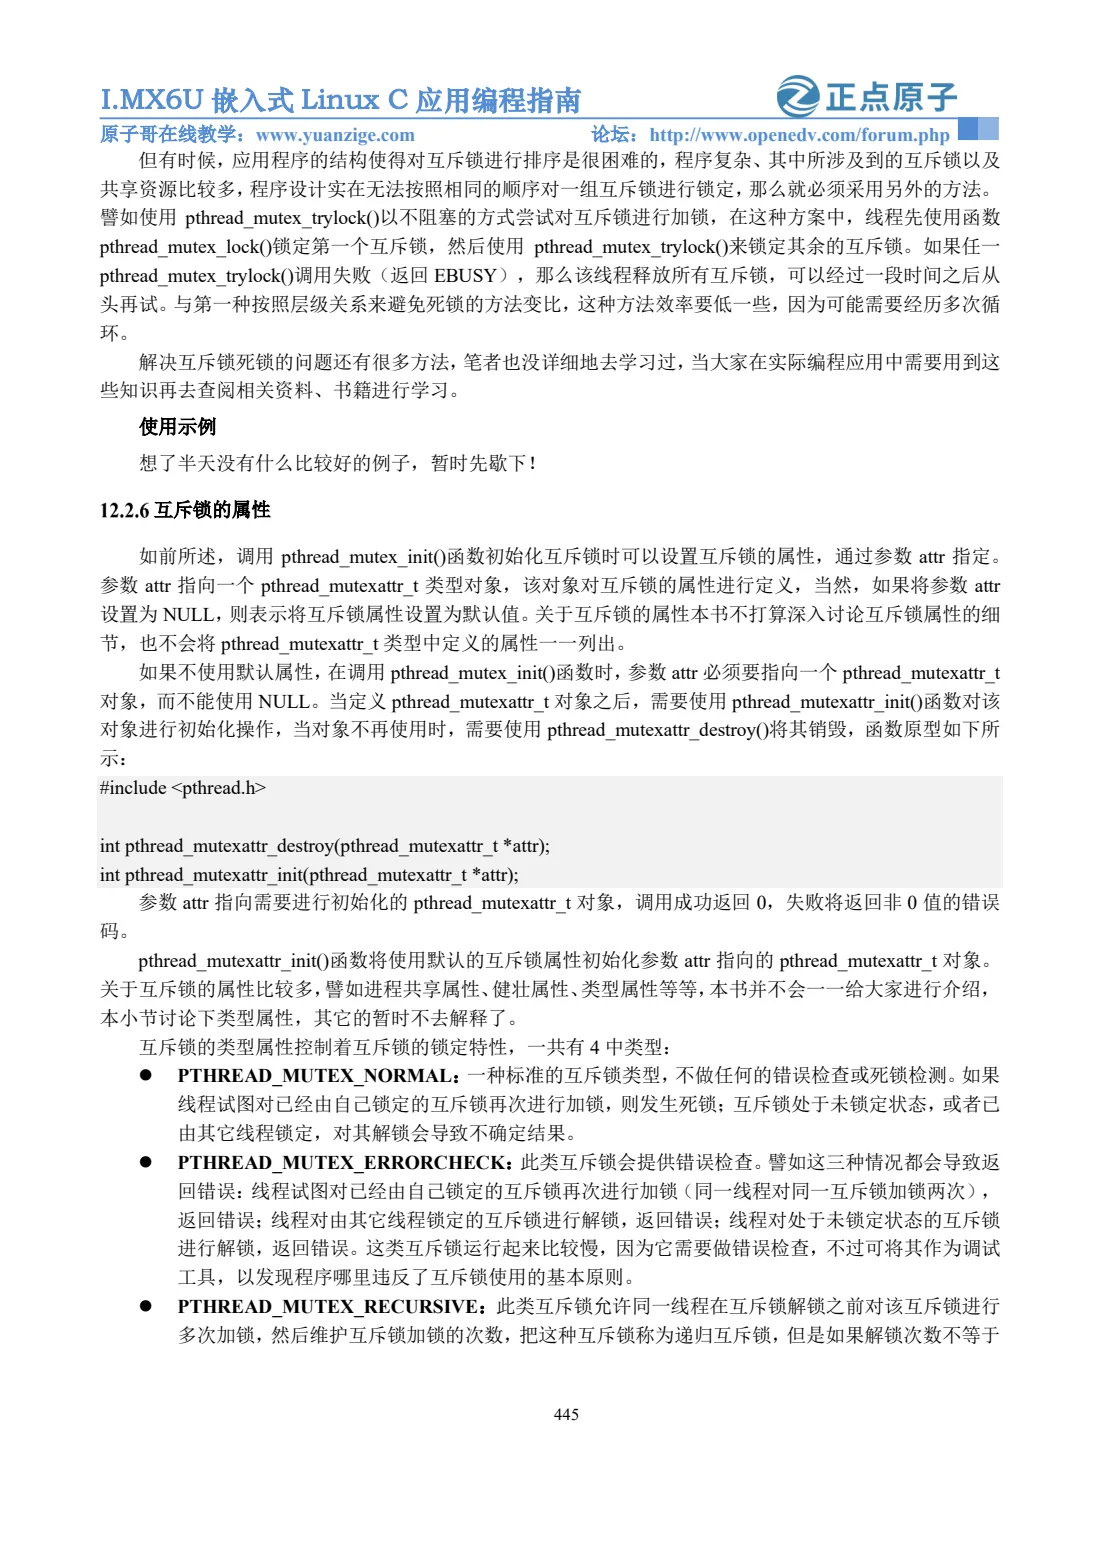 I.MX6U 嵌入式 Linux C 应用编程指南
正点原子
原子哥在线教学：www.yuanzige.com
论坛：http://www.openedv.com/forum.php
但有时候，应用程序的结构使得对互斥锁进行排序是很困难的，程序复杂、其中所涉及到的互斥锁以及
共享资源比较多，程序设计实在无法按照相同的顺序对一组互斥锁进行锁定，那么就必须采用另外的方法。
譬如使用 pthread_mutex_trylock()以不阻塞的方式尝试对互斥锁进行加锁，在这种方案中，线程先使用函数
pthread_mutex_lock()锁定第一个互斥锁，然后使用 pthread_mutex_trylock()来锁定其余的互斥锁。如果任一
pthread_mutex_trylock()调用失败（返回 EBUSY），那么该线程释放所有互斥锁，可以经过一段时间之后从
头再试。与第一种按照层级关系来避免死锁的方法变比，这种方法效率要低一些，因为可能需要经历多次循
环。
解决互斥锁死锁的问题还有很多方法，笔者也没详细地去学习过，当大家在实际编程应用中需要用到这
些知识再去查阅相关资料、书籍进行学习。
使用示例
想了半天没有什么比较好的例子，暂时先歇下！
12.2.6 互斥锁的属性
如前所述，调用 pthread_mutex_init()函数初始化互斥锁时可以设置互斥锁的属性，通过参数 attr 指定。
参数 attr 指向一个 pthread_mutexattr_t 类型对象，该对象对互斥锁的属性进行定义，当然，如果将参数 attr
设置为 NULL，则表示将互斥锁属性设置为默认值。关于互斥锁的属性本书不打算深入讨论互斥锁属性的细
节，也不会将 pthread_mutexattr_t 类型中定义的属性一一列出。
如果不使用默认属性，在调用 pthread_mutex_init()函数时，参数 attr 必须要指向一个 pthread_mutexattr_t
对象，而不能使用 NULL。当定义 pthread_mutexattr_t 对象之后，需要使用 pthread_mutexattr_init()函数对该
对象进行初始化操作，当对象不再使用时，需要使用 pthread_mutexattr_destroy()将其销毁，函数原型如下所
示：
#include <pthread.h>
int pthread_mutexattr_destroy(pthread_mutexattr_t *attr);
int pthread_mutexattr_init(pthread_mutexattr_t *attr);
参数 attr 指向需要进行初始化的 pthread_mutexattr_t 对象，调用成功返回 0，失败将返回非 0 值的错误
码。
pthread_mutexattr_init()函数将使用默认的互斥锁属性初始化参数 attr 指向的 pthread_mutexattr_t 对象。
关于互斥锁的属性比较多，譬如进程共享属性、健壮属性、类型属性等等，本书并不会一一给大家进行介绍，
本小节讨论下类型属性，其它的暂时不去解释了。
互斥锁的类型属性控制着互斥锁的锁定特性，一共有 4 中类型：
● PTHREAD_MUTEX_NORMAL：一种标准的互斥锁类型，不做任何的错误检查或死锁检测。如果
线程试图对已经由自己锁定的互斥锁再次进行加锁，则发生死锁；互斥锁处于未锁定状态，或者已
由其它线程锁定，对其解锁会导致不确定结果。
● PTHREAD_MUTEX_ERRORCHECK：此类互斥锁会提供错误检查。譬如这三种情况都会导致返
回错误：线程试图对已经由自己锁定的互斥锁再次进行加锁（同一线程对同一互斥锁加锁两次），
返回错误；线程对由其它线程锁定的互斥锁进行解锁，返回错误；线程对处于未锁定状态的互斥锁
进行解锁，返回错误。这类互斥锁运行起来比较慢，因为它需要做错误检查，不过可将其作为调试
工具，以发现程序哪里违反了互斥锁使用的基本原则。
● PTHREAD_MUTEX_RECURSIVE：此类互斥锁允许同一线程在互斥锁解锁之前对该互斥锁进行
多次加锁，然后维护互斥锁加锁的次数，把这种互斥锁称为递归互斥锁，但是如果解锁次数不等于
445